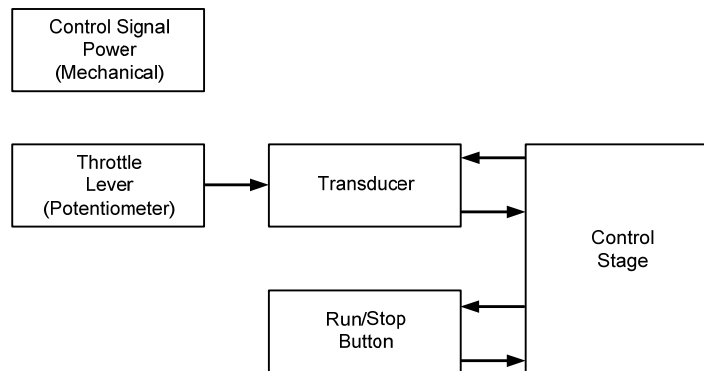 Control Signal
Power
(Mechanical)
Throttle
Lever
(Potentiometer)
Transducer
Control
Stage
Run/Stop
Button